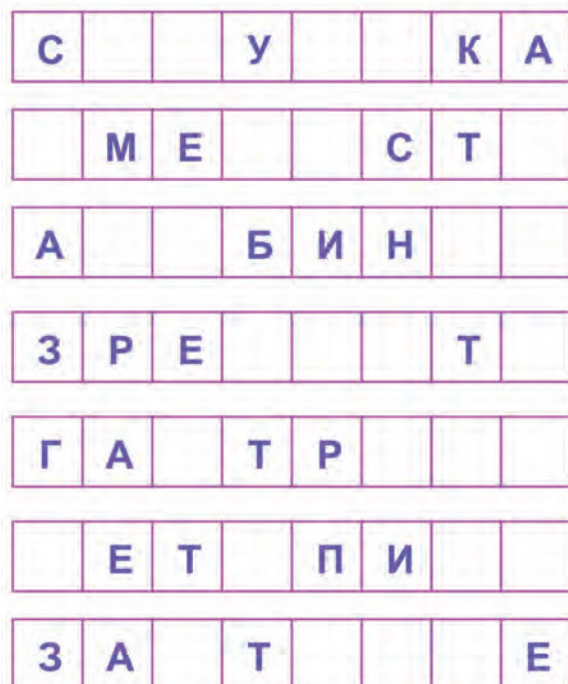 С У К А
М Е С Т
А Б И Н
З Р Е Т
Г А Т Р
Е Т П И
З А Т Е